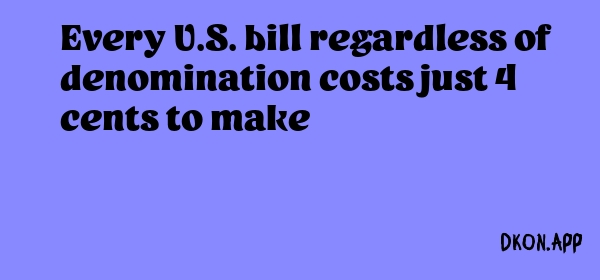 Every U.S. bill regardless of
denomination costs just 4
cents to make
DKON.APP